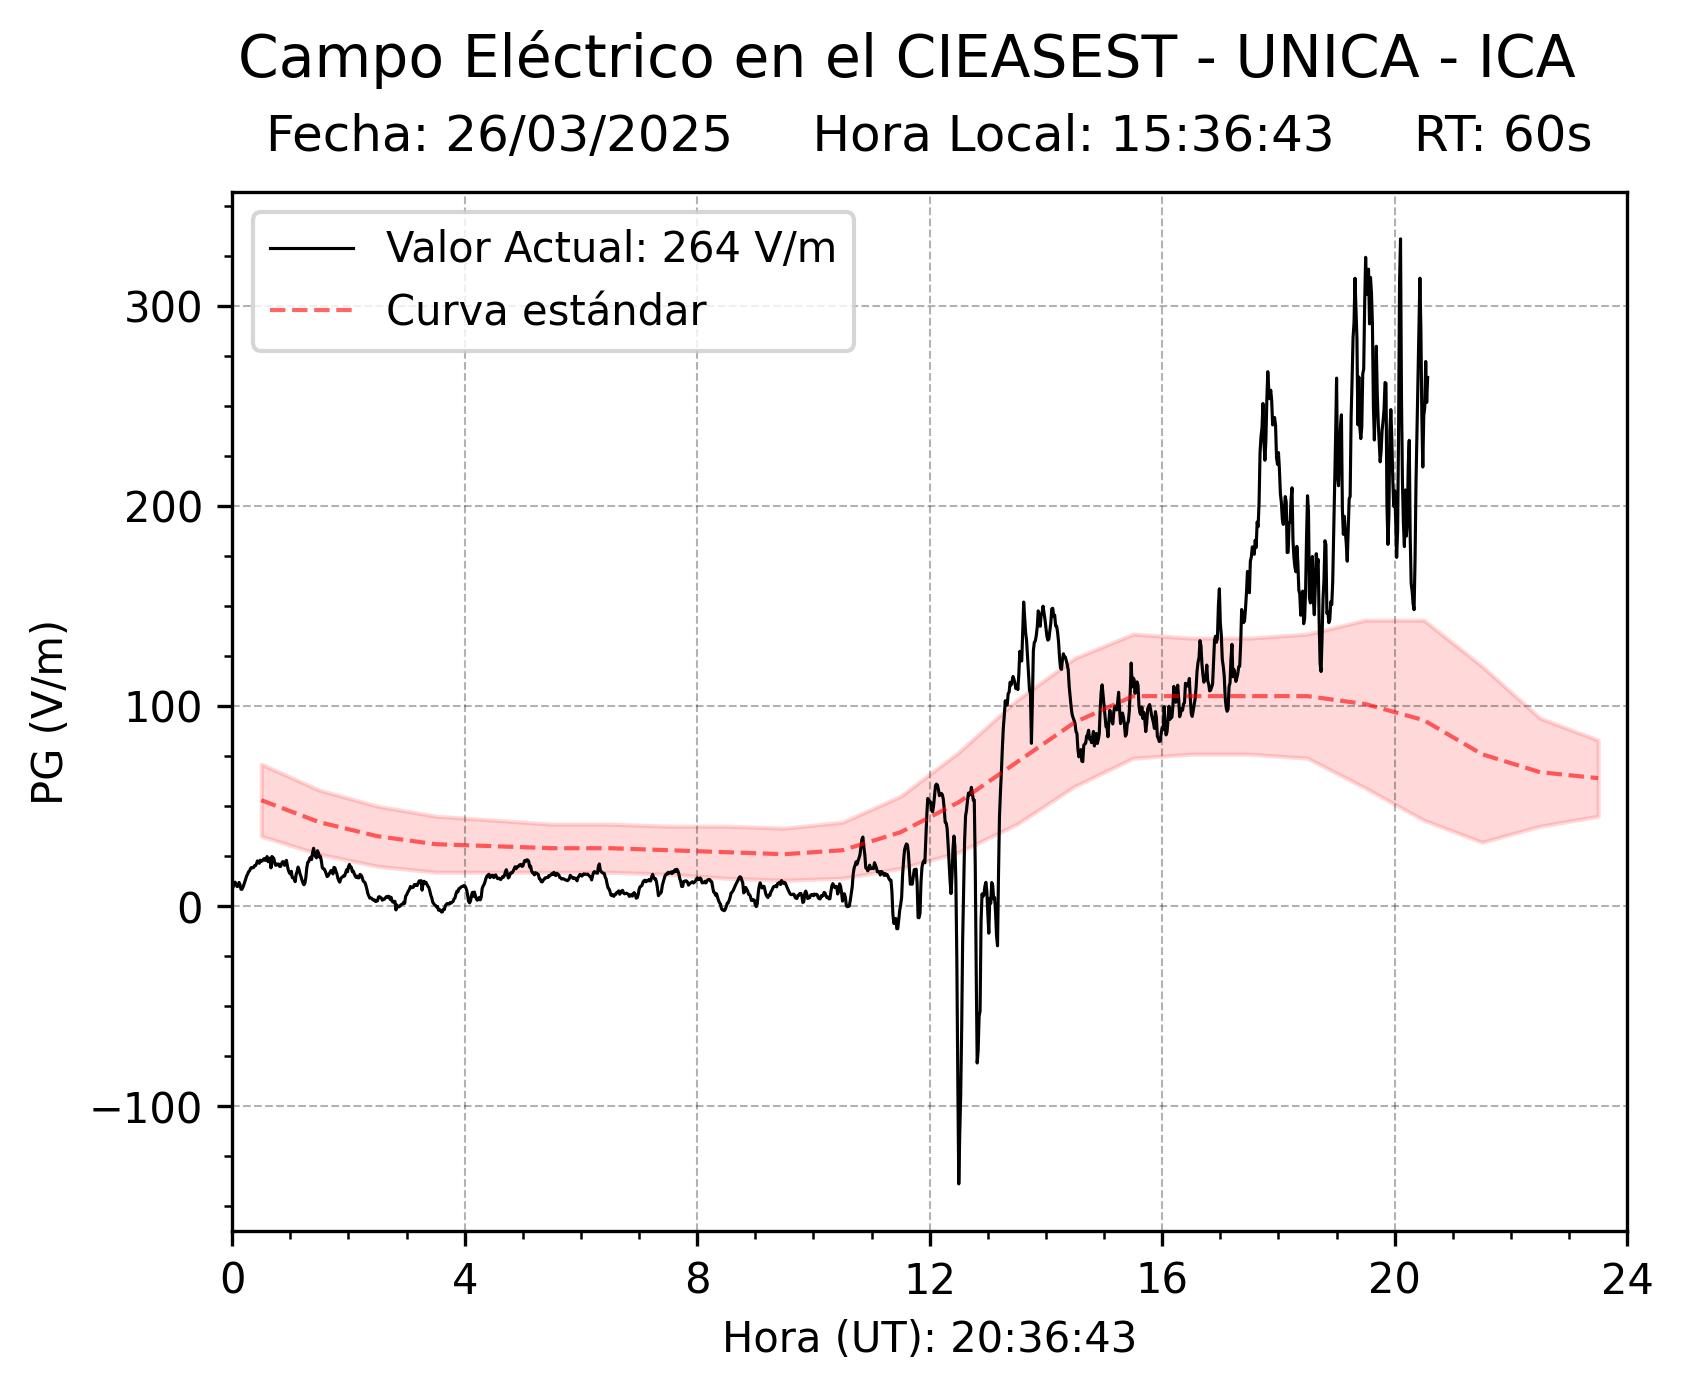 Campo Eléctrico en el CIEASEST - UNICA - ICA
Fecha: 26/03/2025 Hora Local: 15:36:43 RT: 60s
Valor Actual: 264 V/m
Curva estándar
PG (V/m)
300
200
100
0
−100
0 4 8 12 16 20 24
Hora (UT): 20:36:43